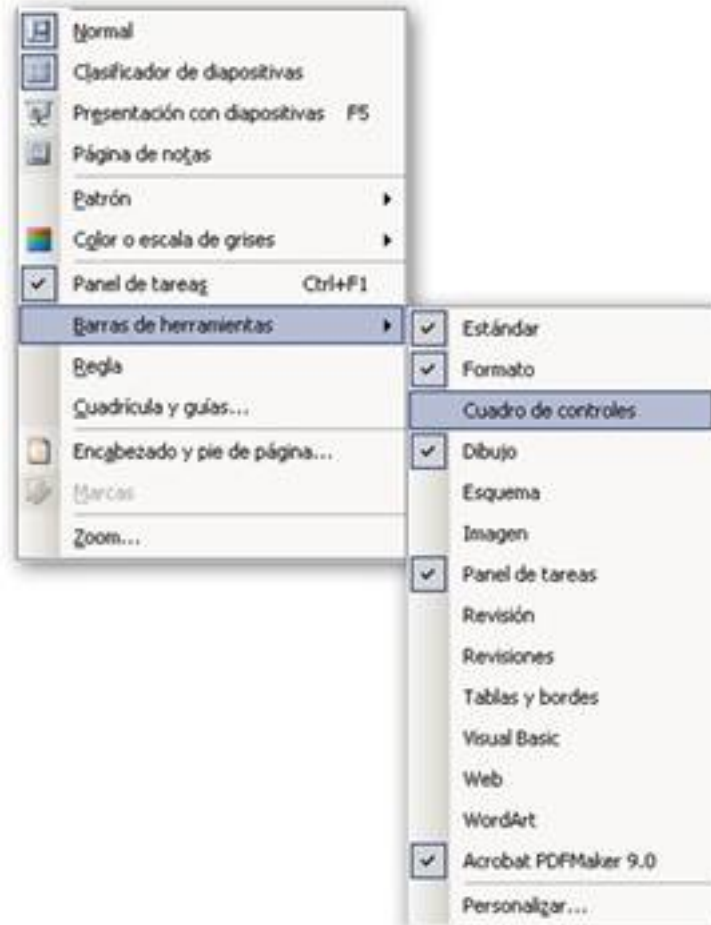 Normal
Clasificador de diapositivas
Presentación con diapositivas F5
Página de notas
Patrón
Color o escala de grises
Panel de tareas Ctrl+F1
Barras de herramientas
Regla
Cuadrícula y guías...
Encabezado y pie de página...
Marcas
Zoom...
Estándar
Formato
Cuadro de controles
Dibujo
Esquema
Imagen
Panel de tareas
Revisión
Revisiones
Tablas y bordes
Visual Basic
Web
WordArt
Acrobat PDFMaker 9.0
Personalizar...